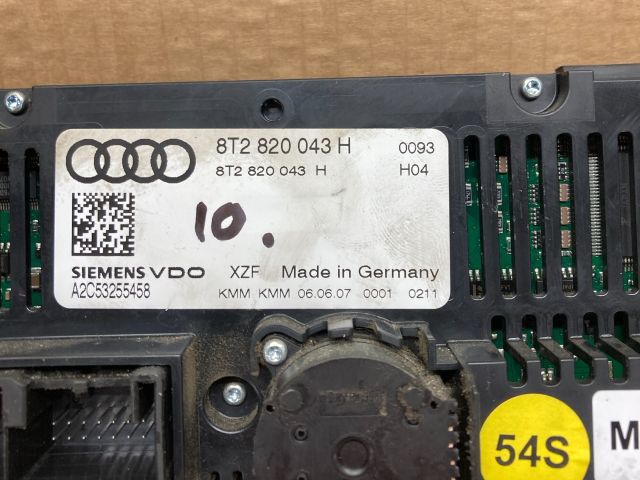 8T2 820 043 H 0093
8T2 820 043 H H04
10.
SIEMENS VDO XZF Made in Germany
A2C53255458 KMM KMM 06.06.07 0001 0211
54S
M